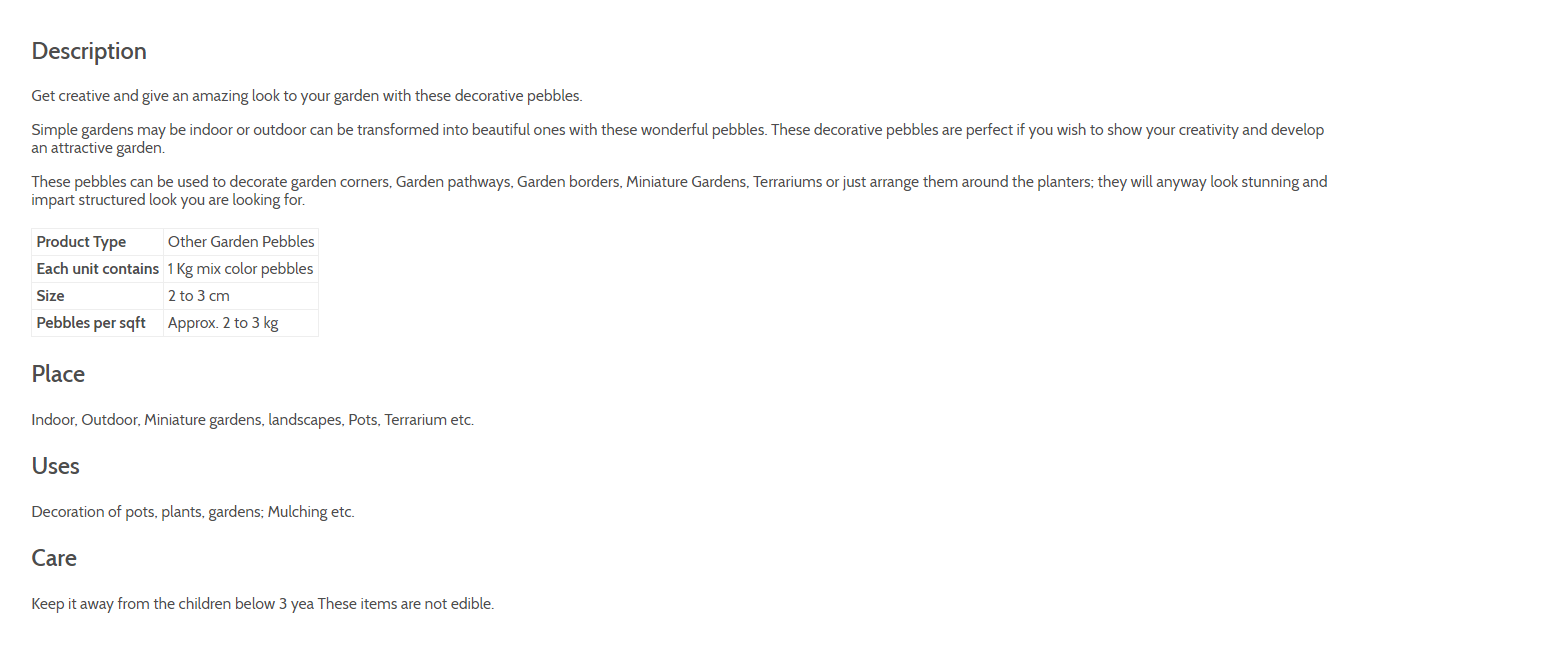 Description
Get creative and give an amazing look to your garden with these decorative pebbles.
Simple gardens may be indoor or outdoor can be transformed into beautiful ones with these wonderful pebbles. These decorative pebbles are perfect if you wish to show your creativity and develop
an attractive garden.
These pebbles can be used to decorate garden corners, Garden pathways, Garden borders, Miniature Gardens, Terrariums or just arrange them around the planters; they will anyway look stunning and
impart structured look you are looking for.
Product Type Other Garden Pebbles
Each unit contains 1 Kg mix color pebbles
Size 2 to 3 cm
Pebbles per sqft Approx. 2 to 3 kg
Place
Indoor, Outdoor, Miniature gardens, landscapes, Pots, Terrarium etc.
Uses
Decoration of pots, plants, gardens; Mulching etc.
Care
Keep it away from the children below 3 yea These items are not edible.